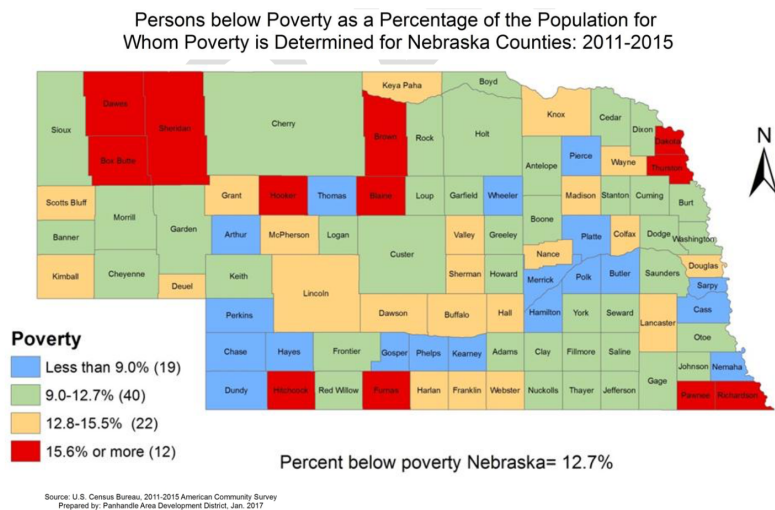 Persons below Poverty as a Percentage of the Population for
Whom Poverty is Determined for Nebraska Counties: 2011-2015
Sioux
Dawes
Sheridan
Box Butte
Cherry
Keya Paha
Boyd
Brown
Rock
Holt
Knox
Cedar
Dixon
Dakota
Antelope
Pierce
Wayne
Thurston
Scotts Bluff
Morrill
Garden
Grant
Hooker
Thomas
Blaine
Loup
Garfield
Wheeler
Boone
Madison
Stanton
Cuming
Burt
Banner
Arthur
McPherson
Logan
Custer
Valley
Greeley
Platte
Colfax
Dodge
Washington
Kimball
Cheyenne
Deuel
Keith
Lincoln
Sherman
Howard
Nance
Merrick
Polk
Butler
Saunders
Douglas
Sarpy
Perkins
Dawson
Buffalo
Hall
Hamilton
York
Seward
Lancaster
Cass
Otoe
Chase
Hayes
Frontier
Gosper
Phelps
Kearney
Adams
Clay
Fillmore
Saline
Johnson
Nemaha
Dundy
Hitchcock
Red Willow
Furnas
Harlan
Franklin
Webster
Nuckolls
Thayer
Jefferson
Gage
Pawnee
Richardson
N
Poverty
Less than 9.0% (19)
9.0-12.7% (40)
12.8-15.5% (22)
15.6% or more (12)
Percent below poverty Nebraska= 12.7%
Source: U.S. Census Bureau, 2011-2015 American Community Survey
Prepared by: Panhandle Area Development District, Jan. 2017